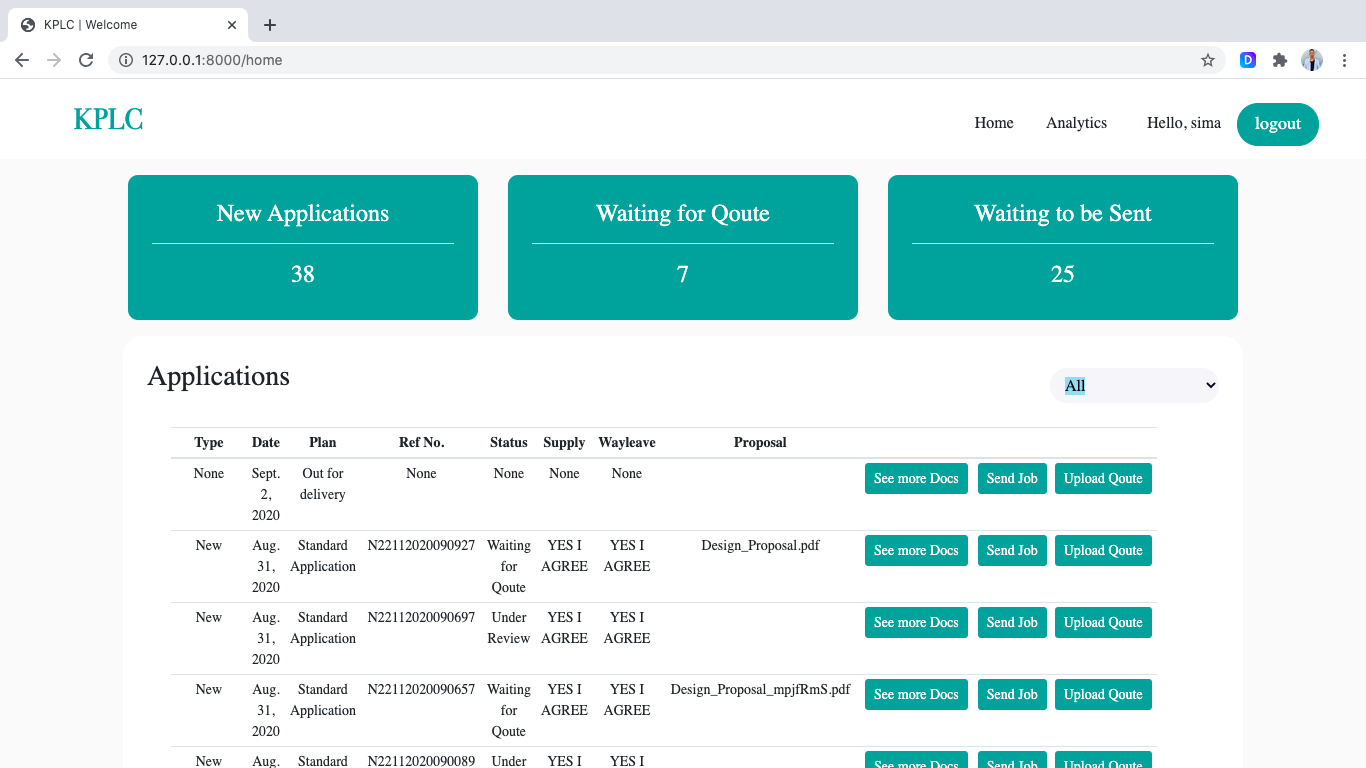 KPLC | Welcome
127.0.0.1:8000/home
D
KPLC
Home Analytics Hello, sima logout
New Applications
38
Waiting for Qoute
7
Waiting to be Sent
25
Applications
All
Type Date Plan Ref No. Status Supply Wayleave Proposal
None Sept. Out for None None None None See more Docs Send Job Upload Qoute
2, delivery
2020
New Aug. Standard N22112020090927 Waiting YES I YES I Design_Proposal.pdf See more Docs Send Job Upload Qoute
31, Application for AGREE AGREE
2020 Qoute
New Aug. Standard N22112020090697 Under YES I YES I See more Docs Send Job Upload Qoute
31, Application Review AGREE AGREE
2020
New Aug. Standard N22112020090657 Waiting YES I YES I Design_Proposal_mpjfRmS.pdf See more Docs Send Job Upload Qoute
31, Application for AGREE AGREE
2020 Qoute
New Aug. Standard N22112020090089 Under YES I YES I See more Docs Send Job Upload Qoute